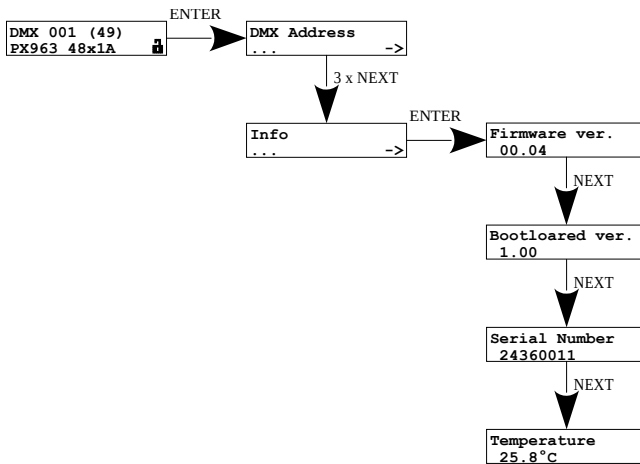 ENTER
DMX 001 (49)
PX963 48x1A
DMX Address
... ->
3 x NEXT
Info
... ->
ENTER
Firmware ver.
00.04
NEXT
Bootloared ver.
1.00
NEXT
Serial Number
24360011
NEXT
Temperature
25.8°C